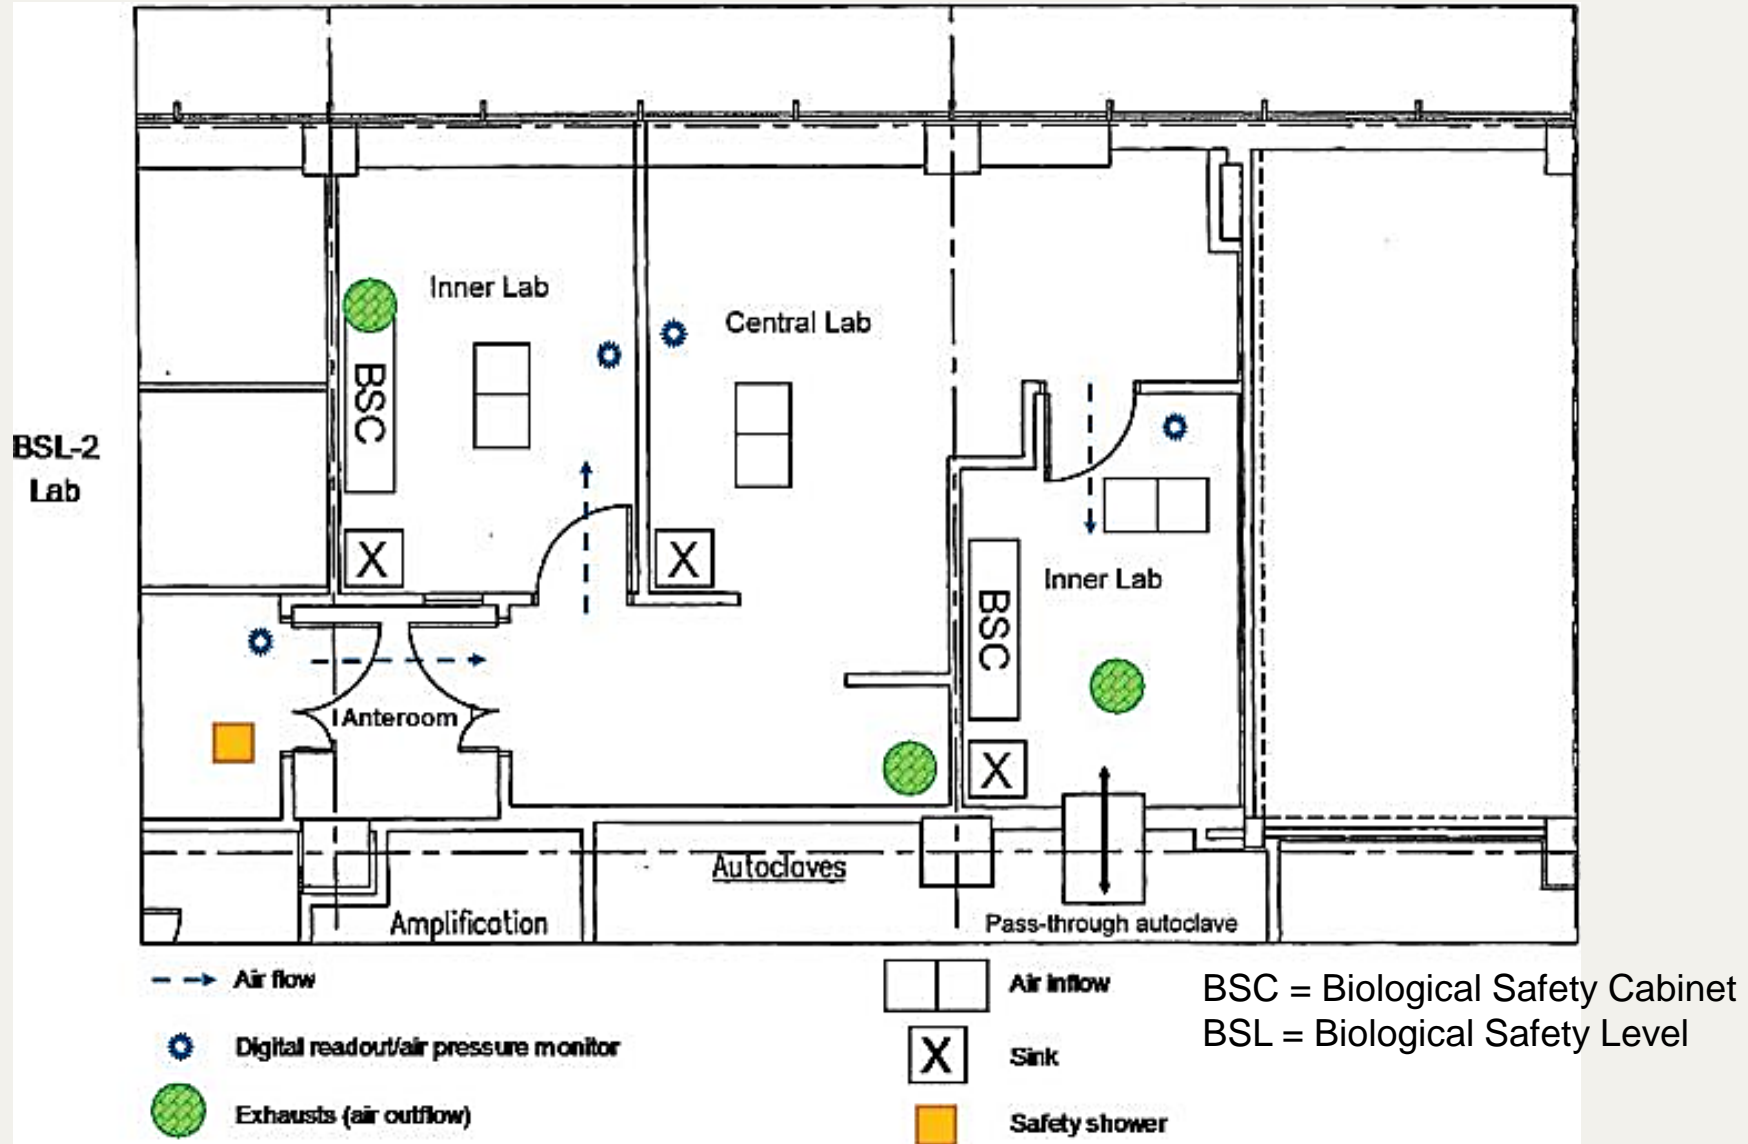 Inner Lab
Central Lab
BSC
BSL-2
Lab
X
X
Inner Lab
BSC
Anteroom
X
Autoclaves
Amplification
Pass-through autoclave
Air flow
Air inflow
BSC = Biological Safety Cabinet
BSL = Biological Safety Level
Digital readout/air pressure monitor
X
Sink
Exhausts (air outflow)
Safety shower